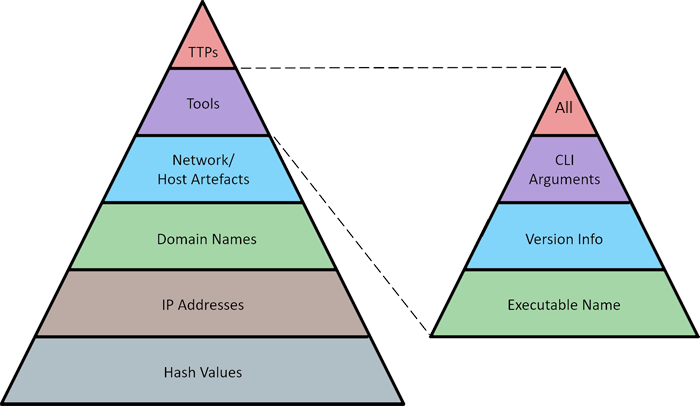 TTPs
Tools
Network/
Host Artefacts
Domain Names
IP Addresses
Hash Values
All
CLI
Arguments
Version Info
Executable Name